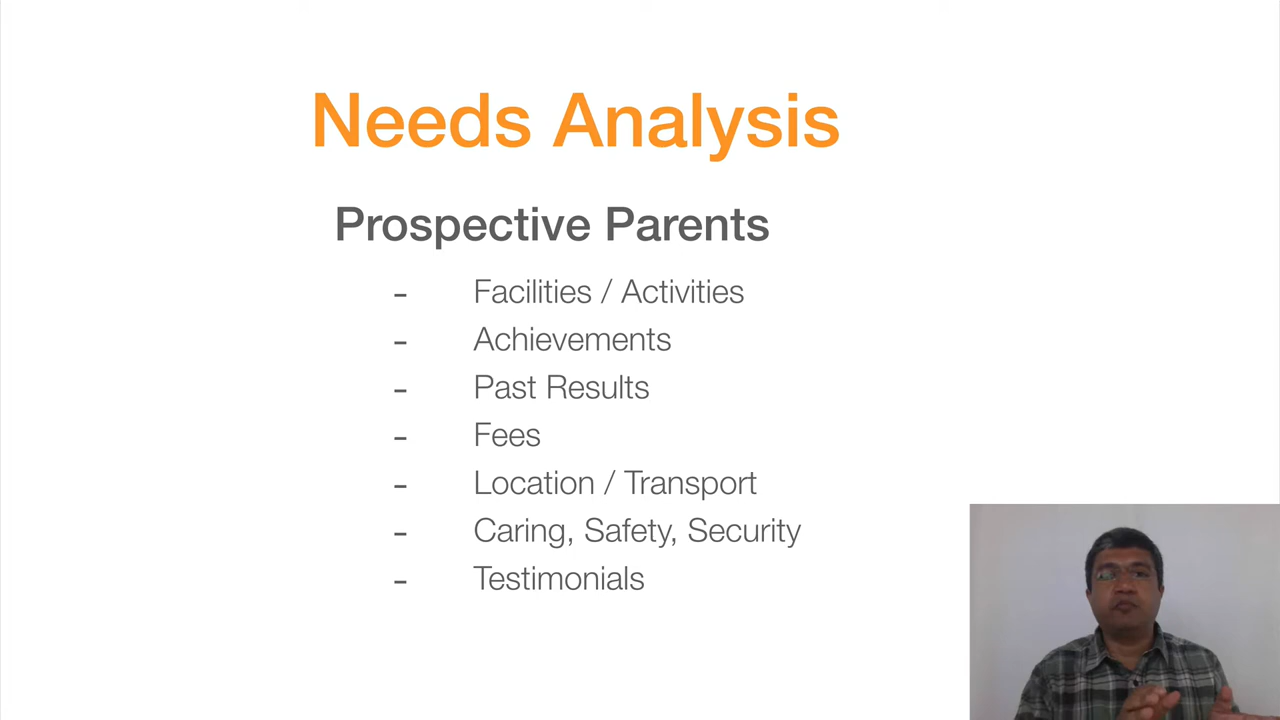 Needs Analysis
Prospective Parents
- Facilities / Activities
- Achievements
- Past Results
- Fees
- Location / Transport
- Caring, Safety, Security
- Testimonials